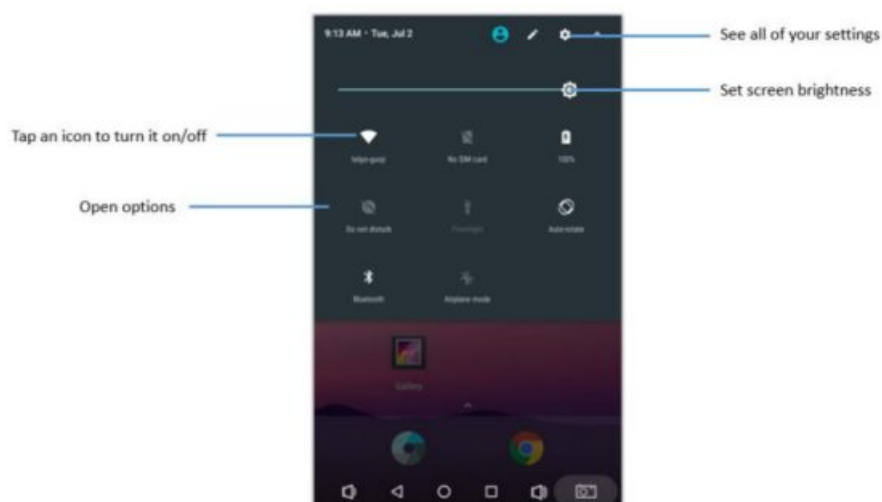 9:13 AM · Tue, Jul 2
See all of your settings
Set screen brightness
Tap an icon to turn it on/off
No SIM card
100%
Open options
Do not disturb
Flashlight
Auto-rotate
Bluetooth
Airplane mode
Gallery